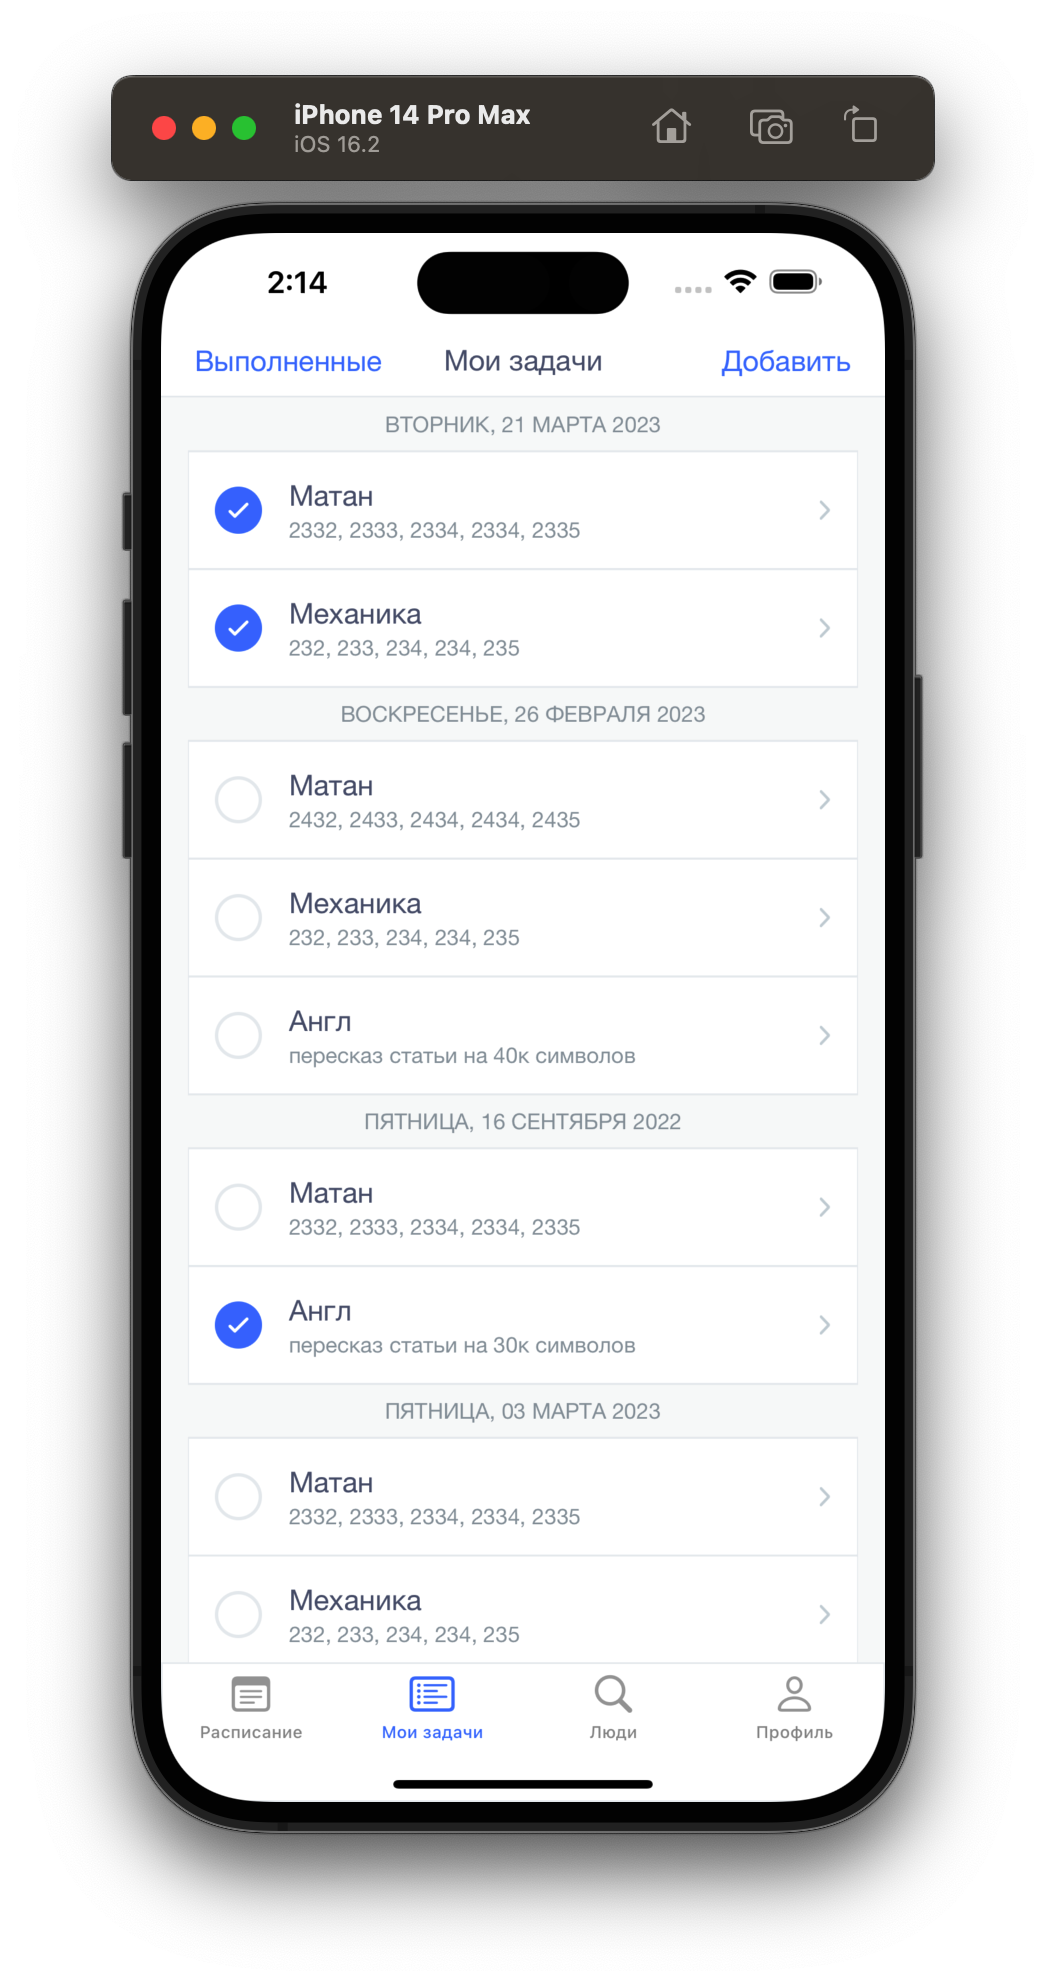 iPhone 14 Pro Max
iOS 16.2
2:14
Выполненные
Мои задачи
Добавить
ВТОРНИК, 21 МАРТА 2023
Матан
2332, 2333, 2334, 2334, 2335
Механика
232, 233, 234, 234, 235
ВОСКРЕСЕНЬЕ, 26 ФЕВРАЛЯ 2023
Матан
2432, 2433, 2434, 2434, 2435
Механика
232, 233, 234, 234, 235
Англ
пересказ статьи на 40к символов
ПЯТНИЦА, 16 СЕНТЯБРЯ 2022
Матан
2332, 2333, 2334, 2334, 2335
Англ
пересказ статьи на 30к символов
ПЯТНИЦА, 03 МАРТА 2023
Матан
2332, 2333, 2334, 2334, 2335
Механика
232, 233, 234, 234, 235
Расписание
Мои задачи
Люди
Профиль